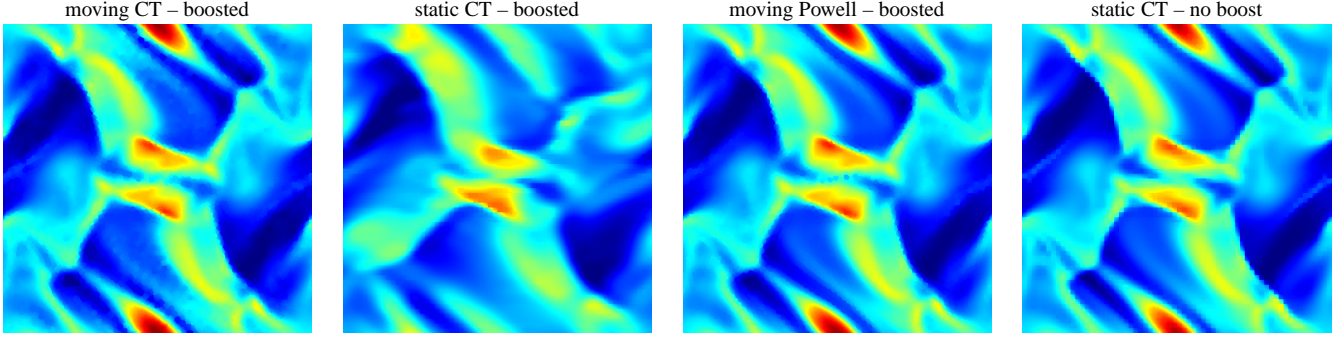 moving CT – boosted
static CT – boosted
moving Powell – boosted
static CT – no boost